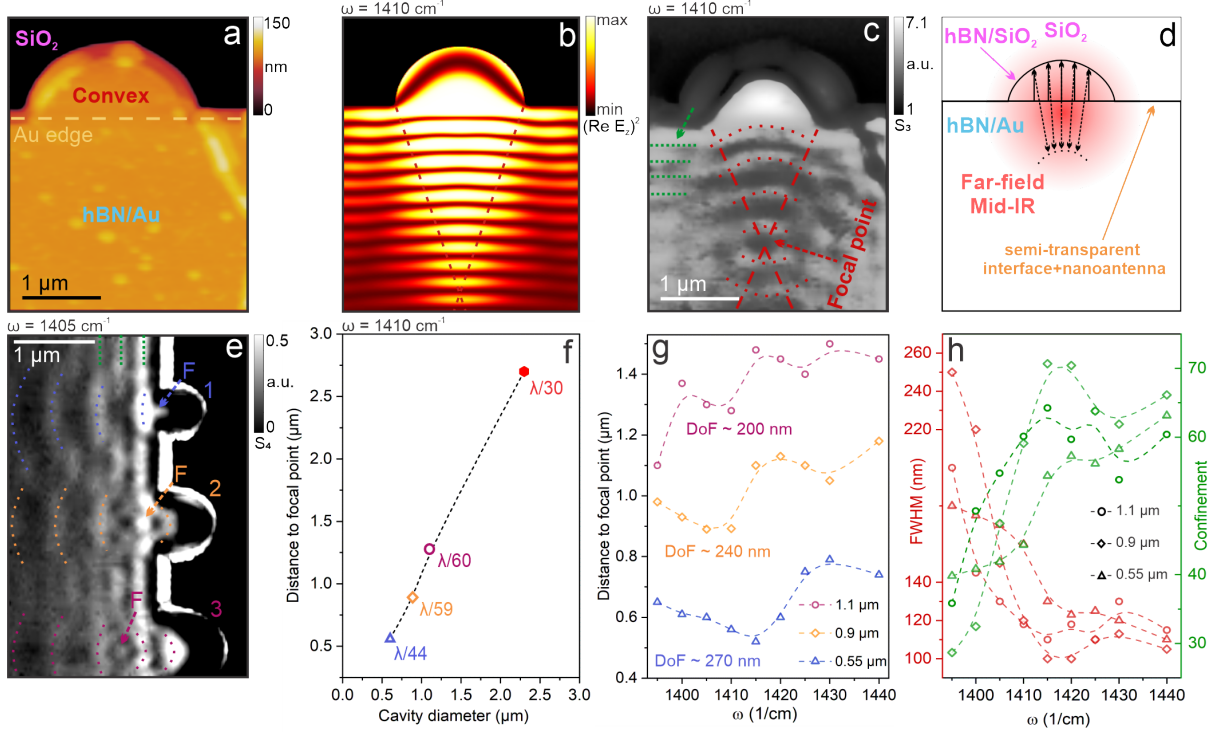 a
SiO2
Convex
Au edge
hBN/Au
1 μm
150
nm
0
ω = 1410 cm-1
b
max
min
(Re Ez)2
ω = 1410 cm-1
c
Focal point
1 μm
7.1
a.u.
1
S3
d
hBN/SiO2
SiO2
hBN/Au
Far-field
Mid-IR
semi-transparent
interface+nanoantenna
ω = 1405 cm-1
1 μm
e
F
1
F
2
F
3
0.5
a.u.
0
S4
ω = 1410 cm-1
f
3.0
2.5
2.0
1.5
1.0
0.5
Distance to focal point (μm)
λ/30
λ/60
λ/59
λ/44
0.0 0.5 1.0 1.5 2.0 2.5 3.0
Cavity diameter (μm)
g
1.4
1.2
1.0
0.8
0.6
0.4
Distance to focal point (μm)
DoF ~ 200 nm
DoF ~ 240 nm
DoF ~ 270 nm
1.1 μm
0.9 μm
0.55 μm
1400 1410 1420 1430 1440
ω (1/cm)
h
260
240
220
FWHM (nm)
130
120
110
100
70
60
50
40
30
Confinement
1.1 μm
0.9 μm
0.55 μm
1400 1410 1420 1430 1440
ω (1/cm)